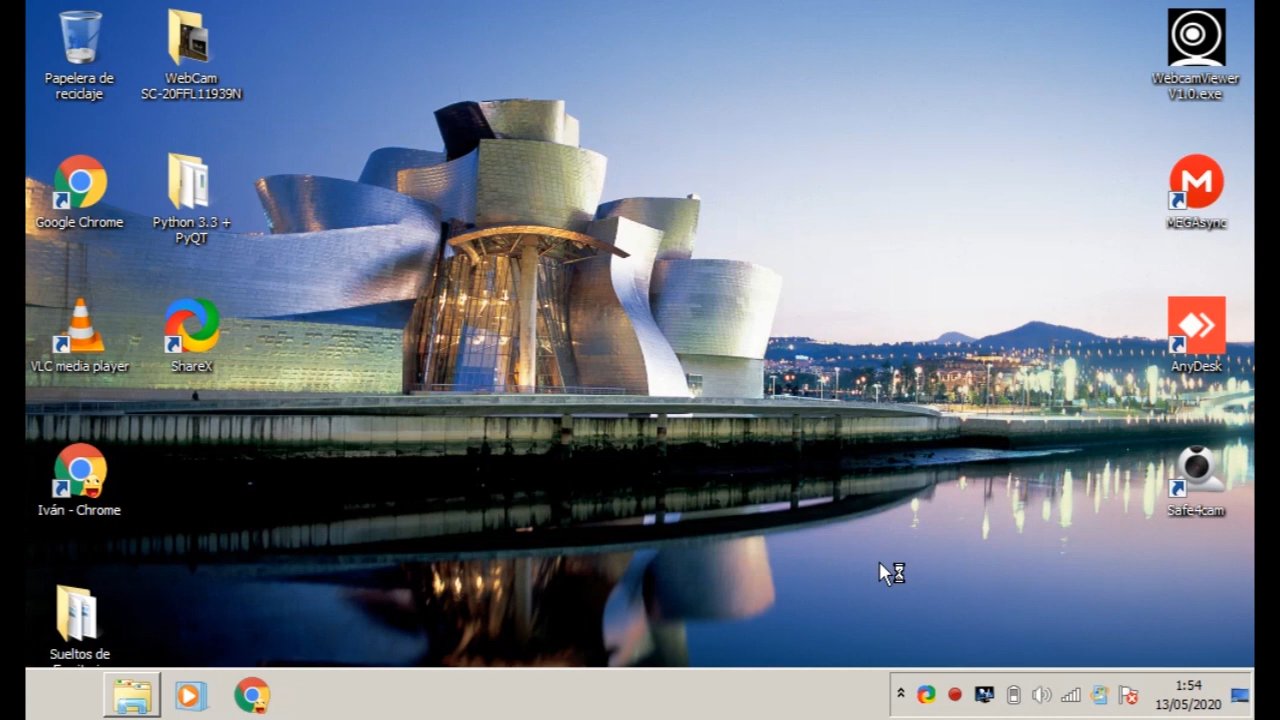 Papelera de
reciclaje
WebCam
SC-20FFL11939N
WebcamViewer
V1.0.exe
Google Chrome
Python 3.3 +
PyQT
MEGAsync
VLC media player
ShareX
AnyDesk
Iván - Chrome
Safe4cam
Sueltos de
1:54
13/05/2020